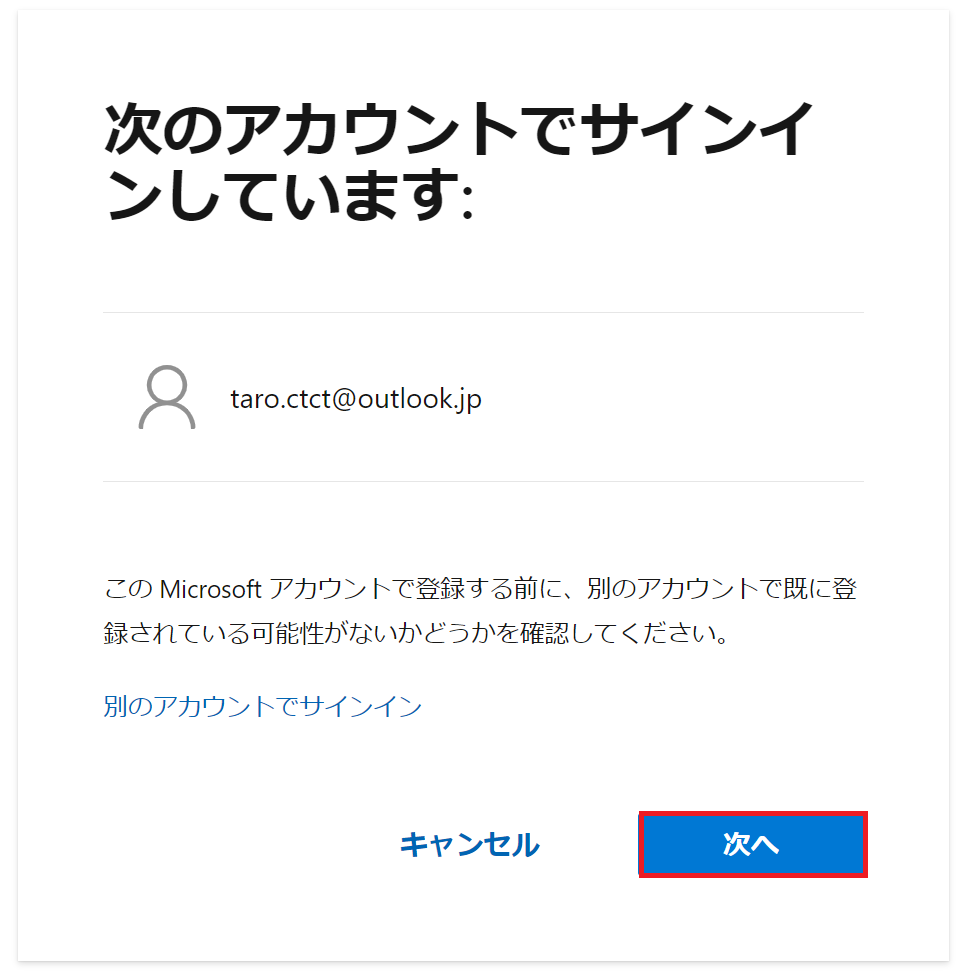 次のアカウントでサインイ
ンしています:
taro.ctct@outlook.jp
この Microsoft アカウントで登録する前に、別のアカウントで既に登
録されている可能性がないかどうかを確認してください。
別のアカウントでサインイン
キャンセル
次へ